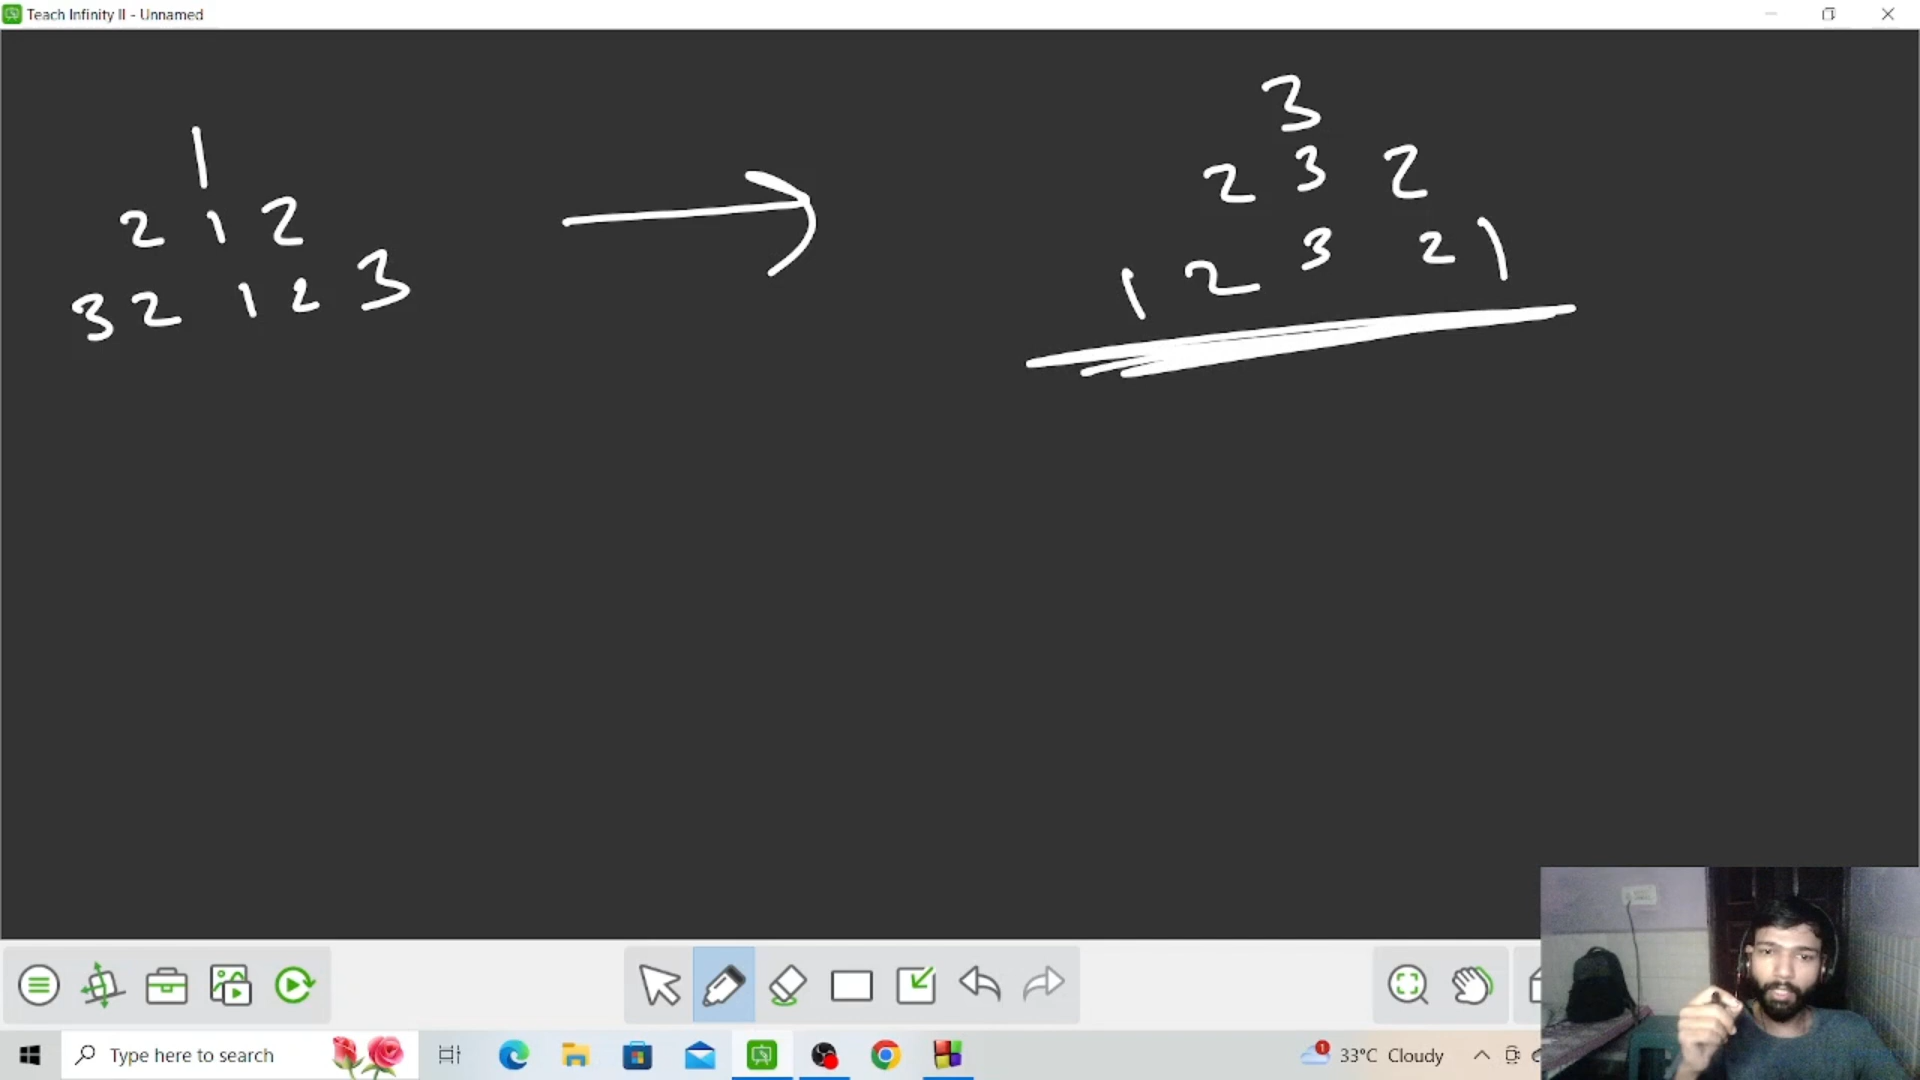 Teach Infinity II - Unnamed
1
2 1 2
3 2 1 2 3
3
2 3 2
1 2 3 2 1
Type here to search
1
33°C Cloudy